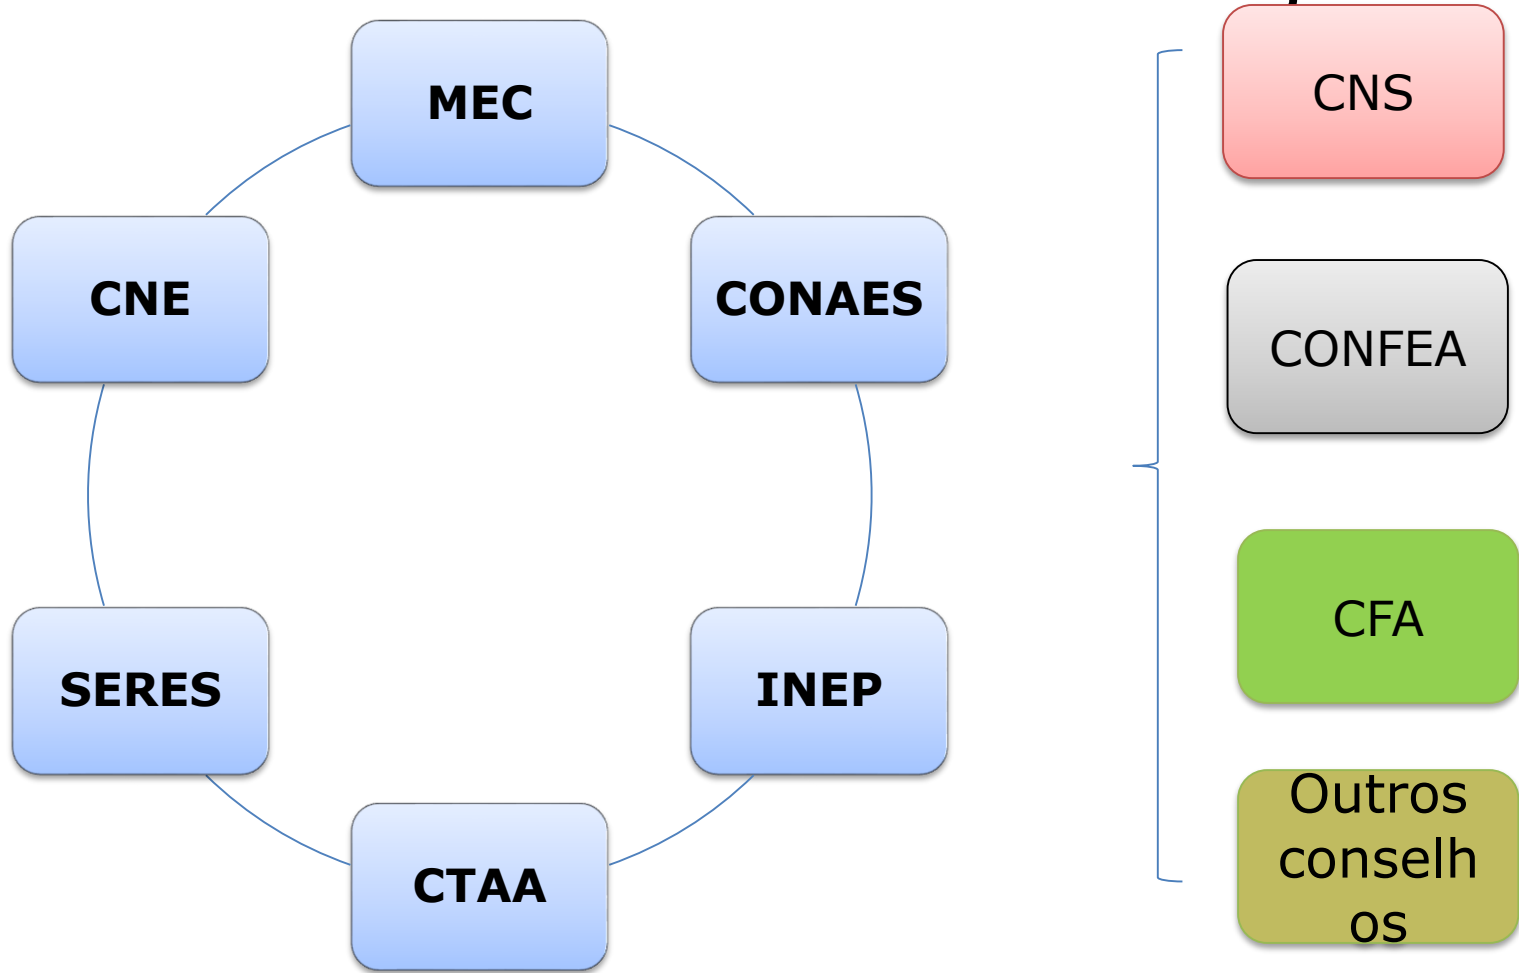 MEC
CNE
CONAES
SERES
INEP
CTAA
CNS
CONFEA
CFA
Outros
conselh
os